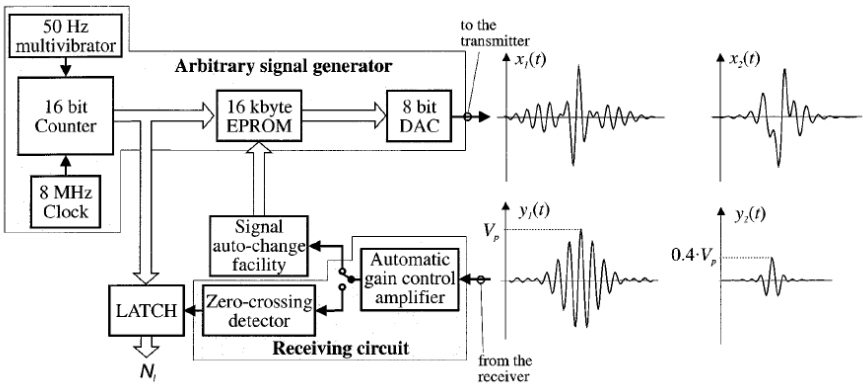 50 Hz
multivibrator
to the
transmitter
Arbitrary signal generator
x₁(t)
x₂(t)
16 bit
Counter
16 kbyte
EPROM
8 bit
DAC
8 MHz
Clock
Signal
auto-change
facility
Vₚ
y₁(t)
y₂(t)
0.4·Vₚ
Automatic
gain control
amplifier
LATCH
Zero-crossing
detector
Receiving circuit
from the
receiver
Nₗ